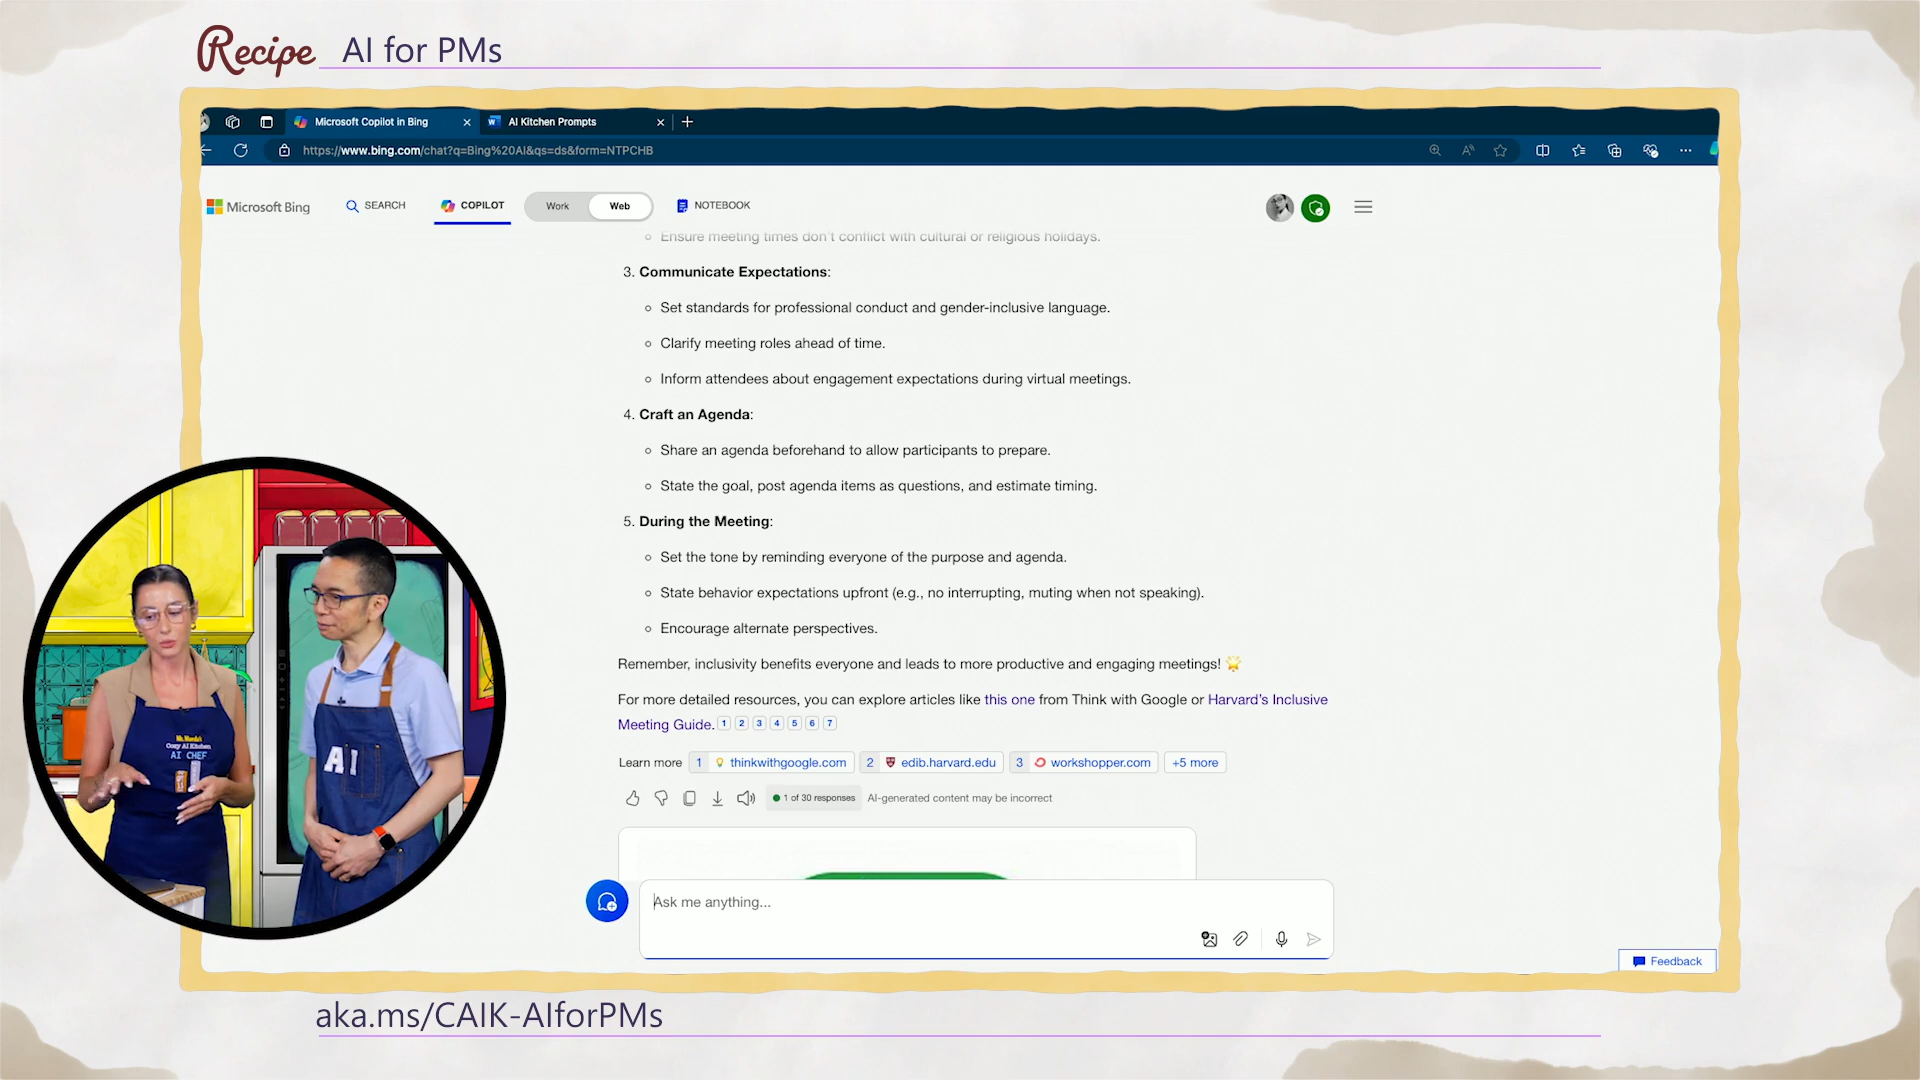 Recipe AI for PMs
Microsoft Copilot in Bing
AI Kitchen Prompts
https://www.bing.com/chat?q=Bing%20AI&qs=ds&form=NTPCHB
Microsoft Bing
SEARCH
COPILOT
Work
Web
NOTEBOOK
Ensure meeting times don't conflict with cultural or religious holidays.
3. Communicate Expectations:
Set standards for professional conduct and gender-inclusive language.
Clarify meeting roles ahead of time.
Inform attendees about engagement expectations during virtual meetings.
4. Craft an Agenda:
Share an agenda beforehand to allow participants to prepare.
State the goal, post agenda items as questions, and estimate timing.
5. During the Meeting:
Set the tone by reminding everyone of the purpose and agenda.
State behavior expectations upfront (e.g., no interrupting, muting when not speaking).
Encourage alternate perspectives.
Remember, inclusivity benefits everyone and leads to more productive and engaging meetings! 🌟
For more detailed resources, you can explore articles like this one from Think with Google or Harvard's Inclusive
Meeting Guide. 1 2 3 4 5 6 7
Learn more 1 thinkwithgoogle.com 2 edib.harvard.edu 3 workshopper.com +5 more
1 of 30 responses AI-generated content may be incorrect
Ask me anything...
Feedback
Cozy AI Kitchen
AI CHEF
AI
aka.ms/CAIK-AIforPMs